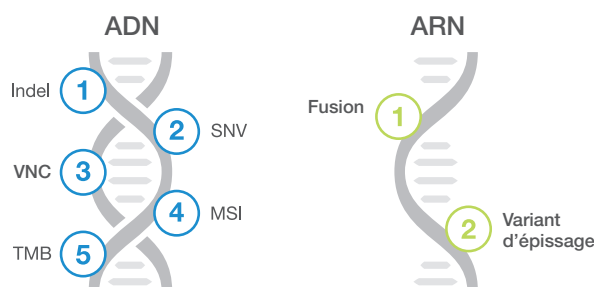 ADN
Indel 1
2 SNV
VNC 3
4 MSI
TMB 5
ARN
Fusion 1
2 Variant
d'épissage